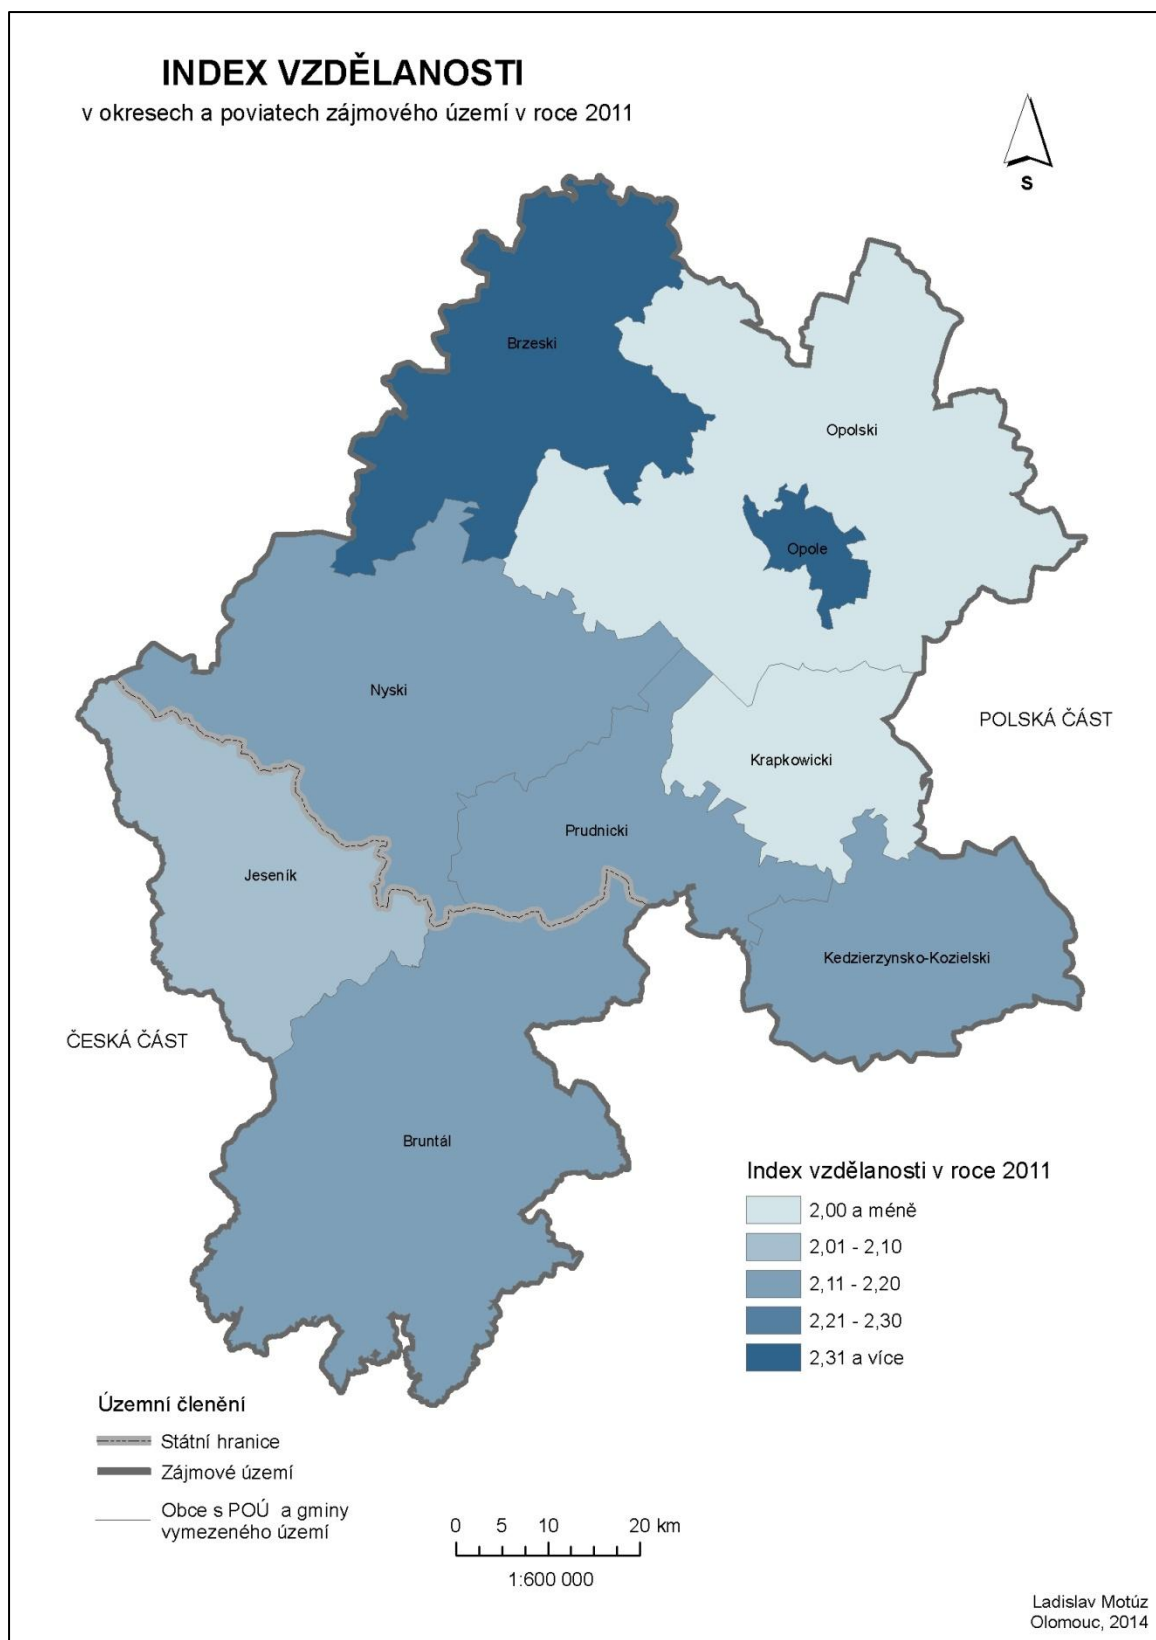 INDEX VZDĚLANOSTI
v okresech a poviatech zájmového území v roce 2011
S
Brzeski
Opolski
Opole
Nyski
POLSKÁ ČÁST
Krapkowicki
Prudnicki
Jeseník
Kedzierzynsko-Kozielski
ČESKÁ ČÁST
Bruntál
Index vzdělanosti v roce 2011
2,00 a méně
2,01 - 2,10
2,11 - 2,20
2,21 - 2,30
2,31 a více
Územní členění
Státní hranice
Zájmové území
Obce s POÚ a gminy
vymezeného území
0 5 10 20 km
1:600 000
Ladislav Motúz
Olomouc, 2014